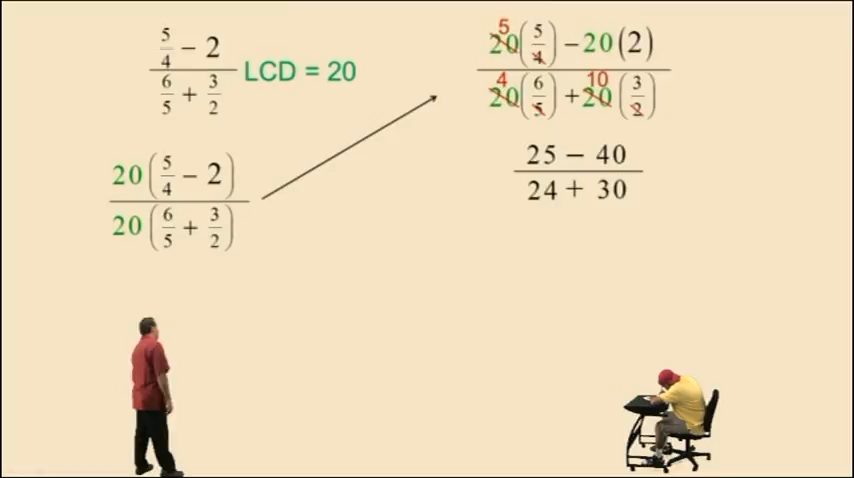 5/4 − 2
6/5 + 3/2
LCD = 20
20(5/4 − 2)
20(6/5 + 3/2)
5
20(5/4) − 20(2)
4 10
20(6/5) + 20(3/2)
25 − 40
24 + 30